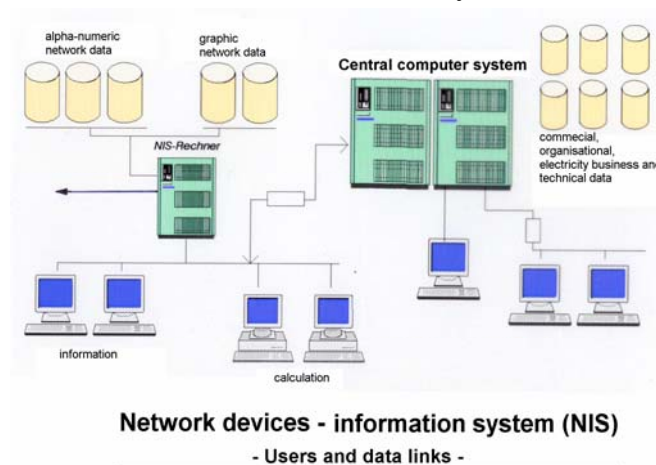 alpha-numeric
network data
graphic
network data
Central computer system
NIS-Rechner
commecial,
organisational,
electricity business and
technical data
information
calculation
Network devices - information system (NIS)
- Users and data links -